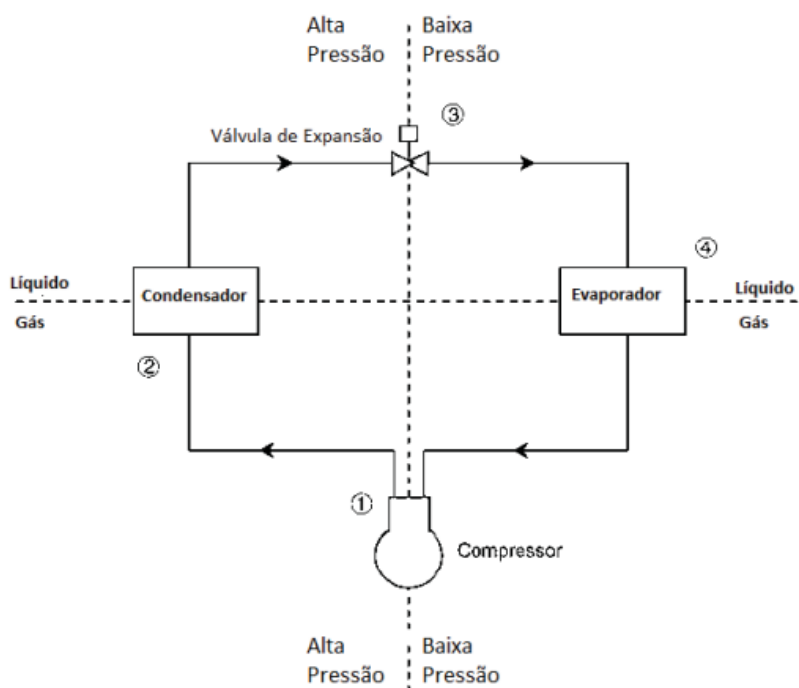 Alta
Pressão
Baixa
Pressão
③
Válvula de Expansão
④
Líquido
Gás
Condensador
Evaporador
Líquido
Gás
②
①
Compressor
Alta
Pressão
Baixa
Pressão